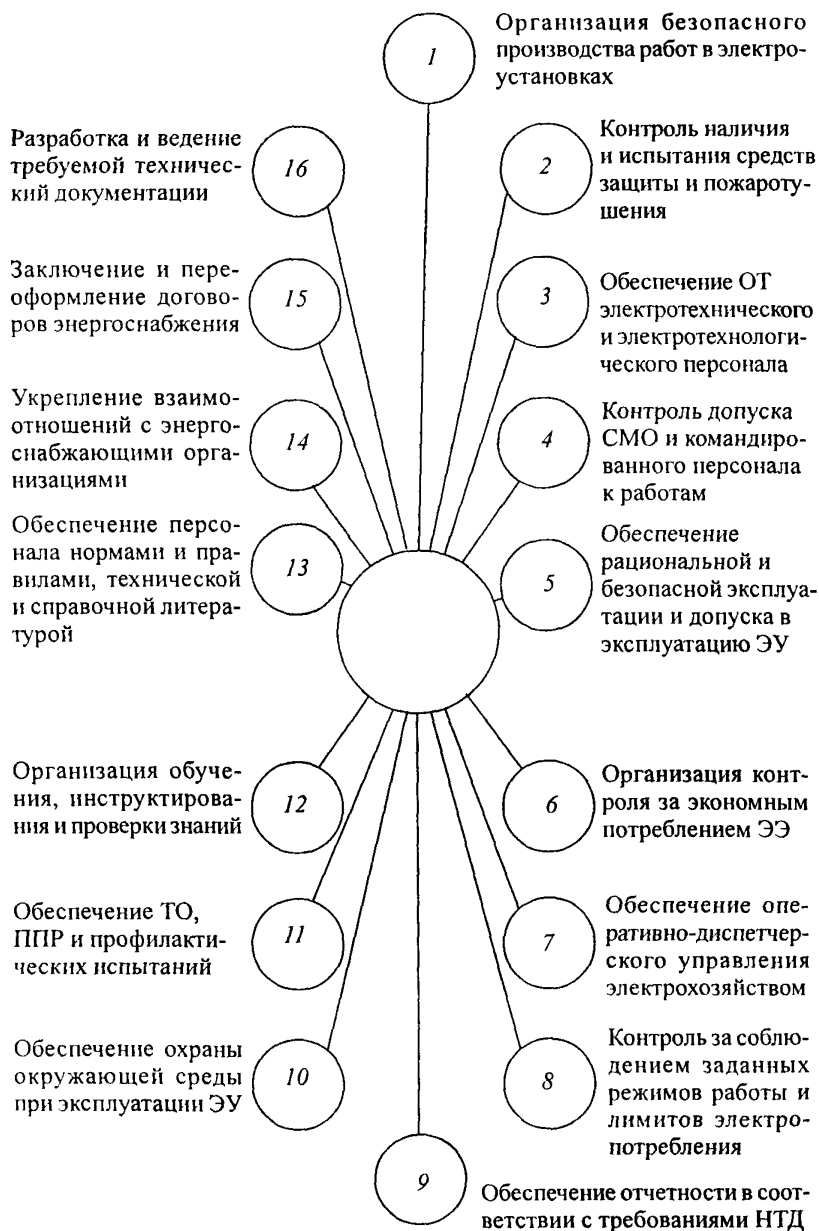 1
Организация безопасного
производства работ в электро-
установках
2
Контроль наличия
и испытания средств
защиты и пожароту-
шения
3
Обеспечение ОТ
электротехнического
и электротехнологи-
ческого персонала
4
Контроль допуска
СМО и командиро-
ванного персонала
к работам
5
Обеспечение
рациональной и
безопасной эксплуа-
тации и допуска в
эксплуатацию ЭУ
6
Организация конт-
роля за экономным
потреблением ЭЭ
7
Обеспечение опе-
ративно-диспетчер-
ского управления
электрохозяйством
8
Контроль за соблю-
дением заданных
режимов работы и
лимитов электро-
потребления
9
Обеспечение отчетности в соот-
ветствии с требованиями НТД
10
Обеспечение охраны
окружающей среды
при эксплуатации ЭУ
11
Обеспечение ТО,
ППР и профилакти-
ческих испытаний
12
Организация обуче-
ния, инструктирова-
ния и проверки знаний
13
Обеспечение персо-
нала нормами и пра-
вилами, технической
и справочной литера-
турой
14
Укрепление взаимо-
отношений с энерго-
снабжающими орга-
низациями
15
Заключение и пере-
оформление догово-
ров энергоснабжения
16
Разработка и ведение
требуемой техничес-
кий документации